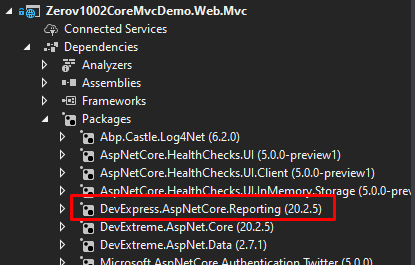 Zerov1002CoreMvcDemo.Web.Mvc
Connected Services
Dependencies
Analyzers
Assemblies
Frameworks
Packages
Abp.Castle.Log4Net (6.2.0)
AspNetCore.HealthChecks.UI (5.0.0-preview1)
AspNetCore.HealthChecks.UI.Client (5.0.0-preview1)
AspNetCore.HealthChecks.UI.InMemory.Storage (5.0.0-
DevExpress.AspNetCore.Reporting (20.2.5)
DevExtreme.AspNet.Core (20.2.5)
DevExtreme.AspNet.Data (2.7.1)
Microsoft.AspNetCore.Authentication.Twitter (5.0.0)